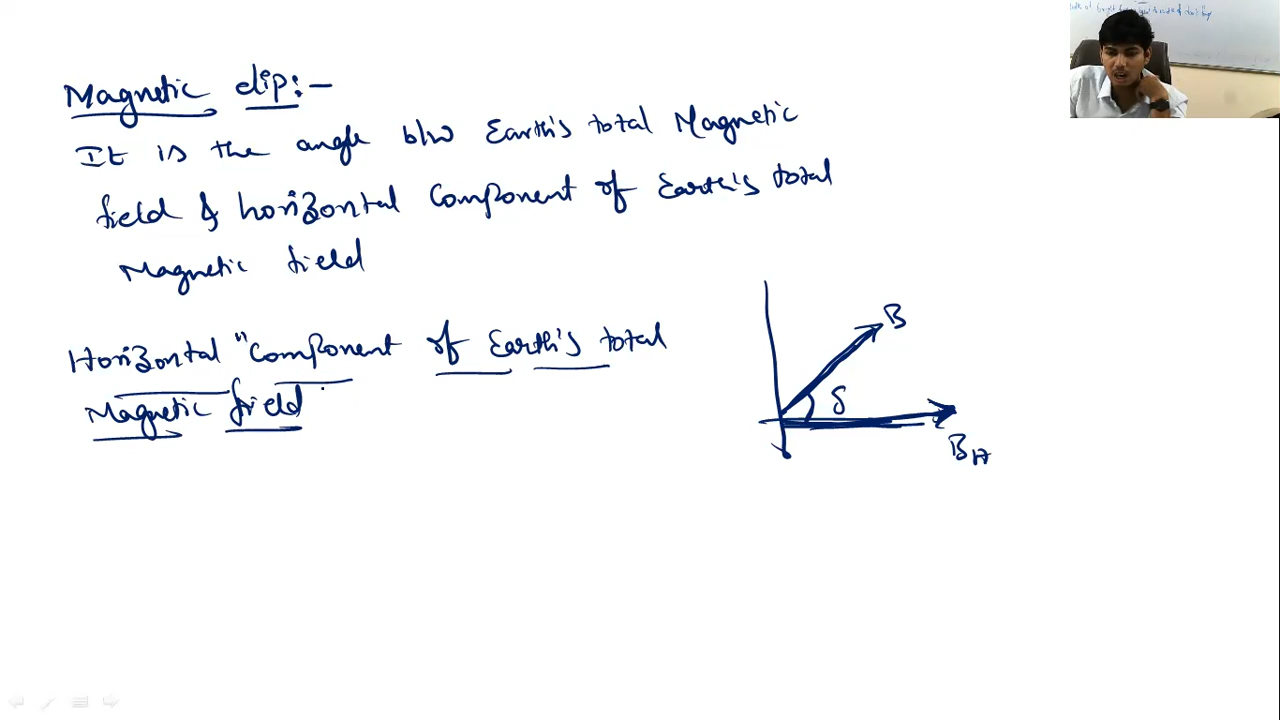 Magnetic dip:-
It is the angle b/w Earth's total Magnetic
field & horizontal component of Earth's total
Magnetic field
Horizontal "Component of Earth's total
Magnetic field
B
δ
BH